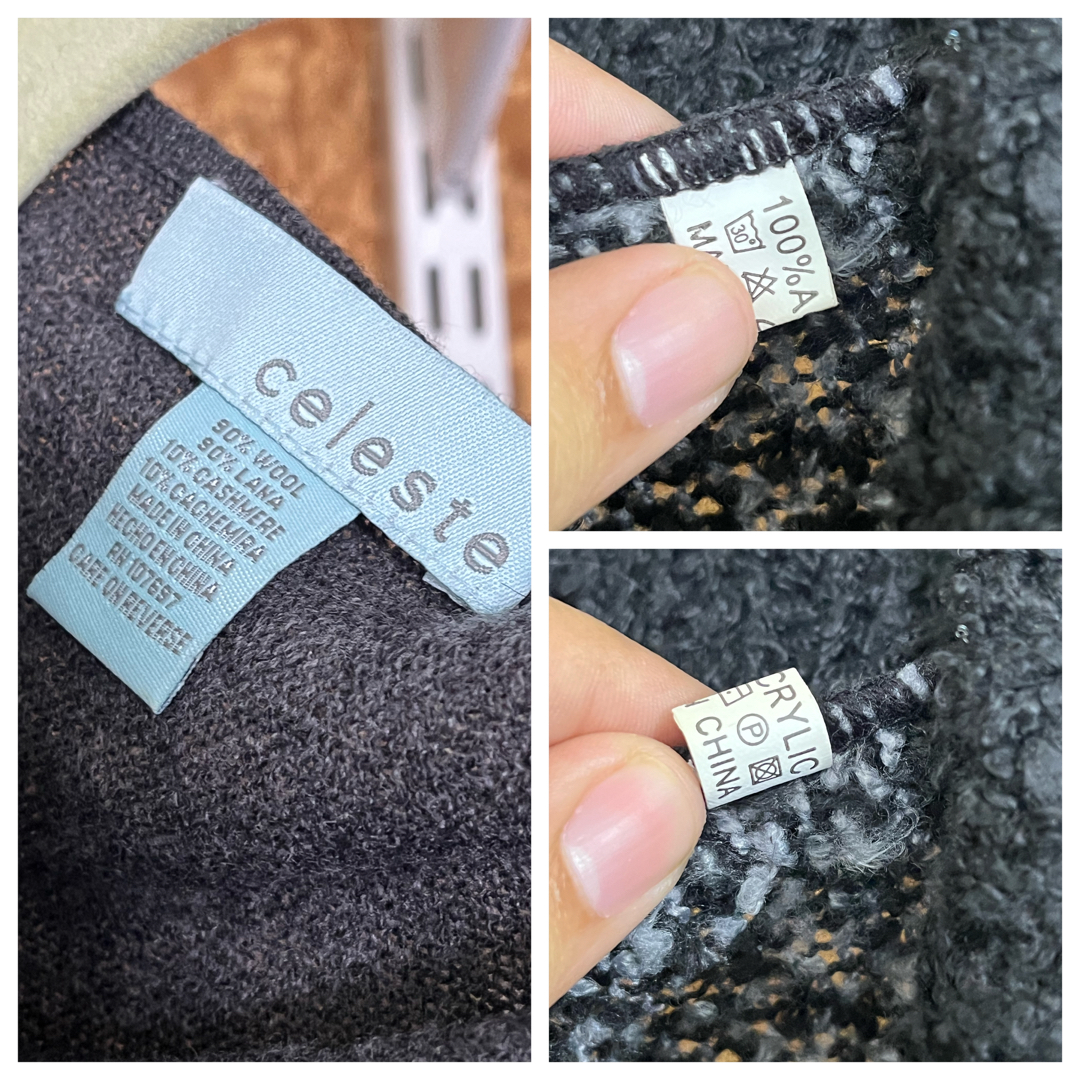 celeste
90% WOOL
90% LANA
10% CASHMERE
10% CACHEMIRA
MADE IN CHINA
HECHO EN CHINA
RN 107697
CARE ON REVERSE
100%A
30°
MA
CRYLIC
P
CHINA